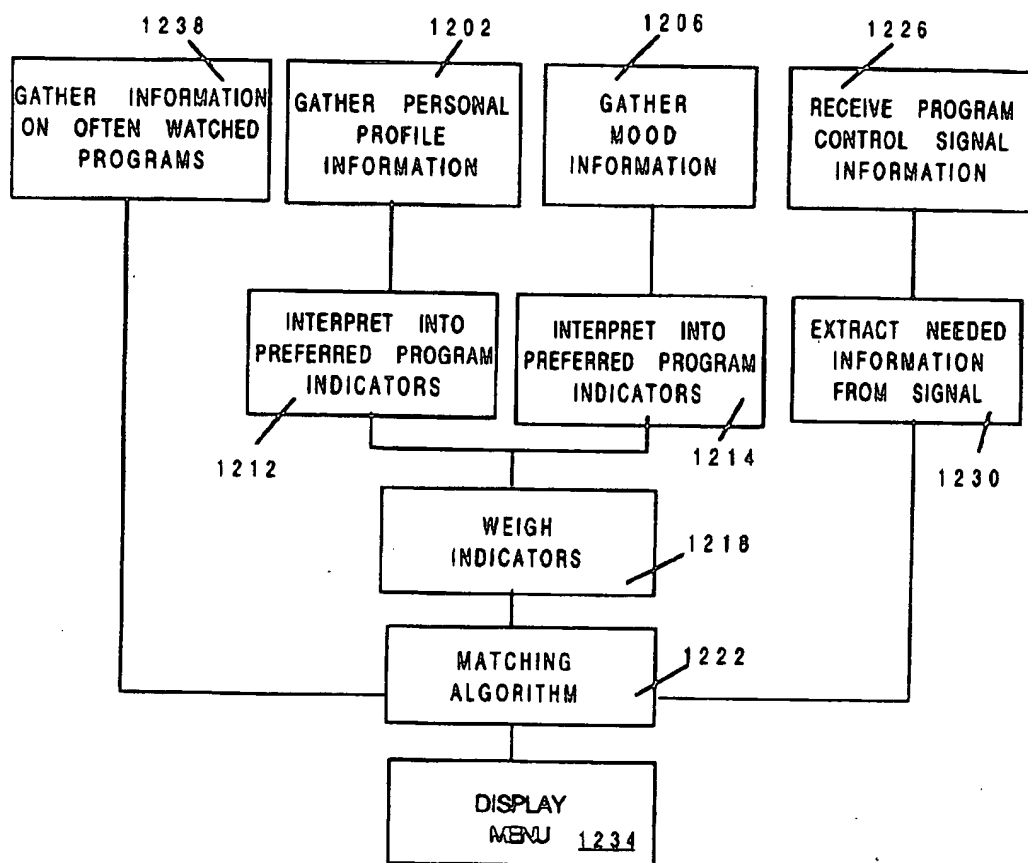 1238
1202
1206
1226
GATHER INFORMATION
ON OFTEN WATCHED
PROGRAMS
GATHER PERSONAL
PROFILE
INFORMATION
GATHER
MOOD
INFORMATION
RECEIVE PROGRAM
CONTROL SIGNAL
INFORMATION
INTERPRET INTO
PREFERRED PROGRAM
INDICATORS
INTERPRET INTO
PREFERRED PROGRAM
INDICATORS
EXTRACT NEEDED
INFORMATION
FROM SIGNAL
1212
1214
1230
WEIGH
INDICATORS
1218
MATCHING
ALGORITHM
1222
DISPLAY
MENU 1234